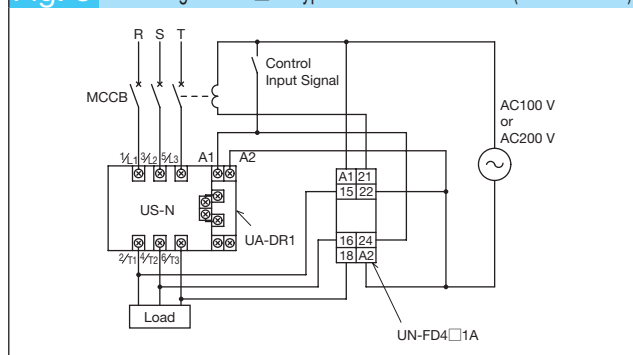 R S T
Control
Input Signal
MCCB
AC100 V
or
AC200 V
1/L1 3/L2 5/L3 A1 A2
A1 21
15 22
US-N
UA-DR1
16 24
18 A2
2/T1 4/T2 6/T3
Load
UN-FD4□1A